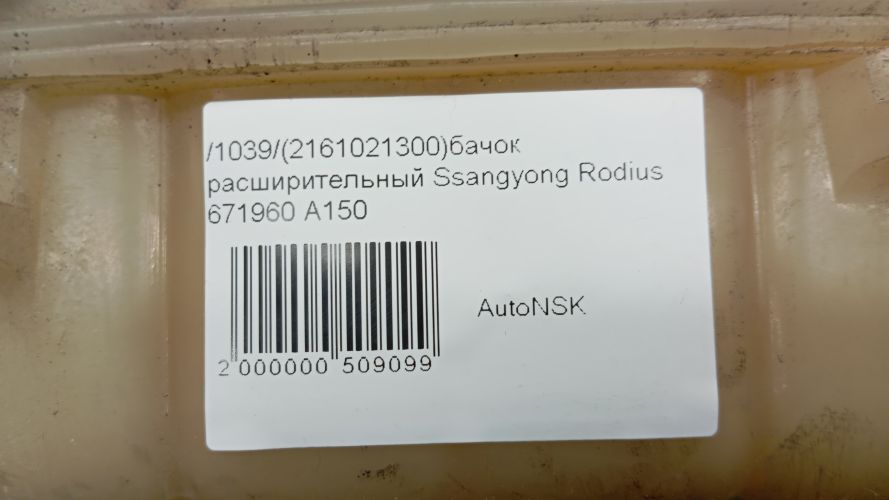 /1039/(2161021300)бачок
расширительный Ssangyong Rodius
671960 A150
AutoNSK
2 000000 509099